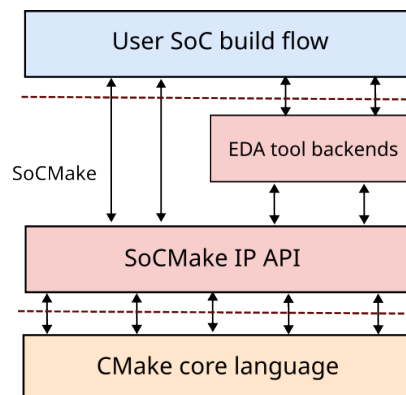 User SoC build flow
EDA tool backends
SoCMake
SoCMake IP API
CMake core language